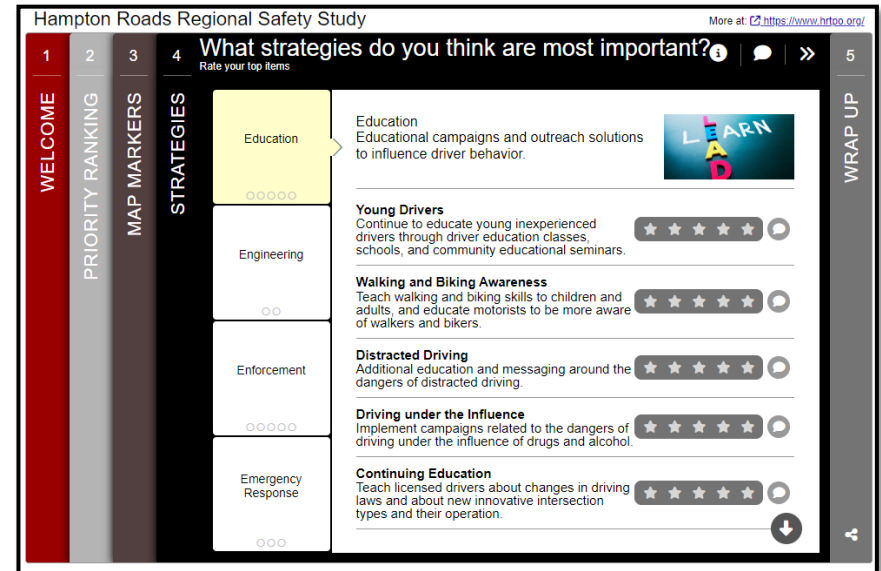 Hampton Roads Regional Safety Study
More at: https://www.hrtpo.org/
1
WELCOME
2
PRIORITY RANKING
3
MAP MARKERS
4
STRATEGIES
What strategies do you think are most important?
Rate your top items
5
WRAP UP
Education
Engineering
Enforcement
Emergency
Response
Education
Educational campaigns and outreach solutions
to influence driver behavior.
LEARN
LEAD
Young Drivers
Continue to educate young inexperienced
drivers through driver education classes,
schools, and community educational seminars.
Walking and Biking Awareness
Teach walking and biking skills to children and
adults, and educate motorists to be more aware
of walkers and bikers.
Distracted Driving
Additional education and messaging around the
dangers of distracted driving.
Driving under the Influence
Implement campaigns related to the dangers of
driving under the influence of drugs and alcohol.
Continuing Education
Teach licensed drivers about changes in driving
laws and about new innovative intersection
types and their operation.